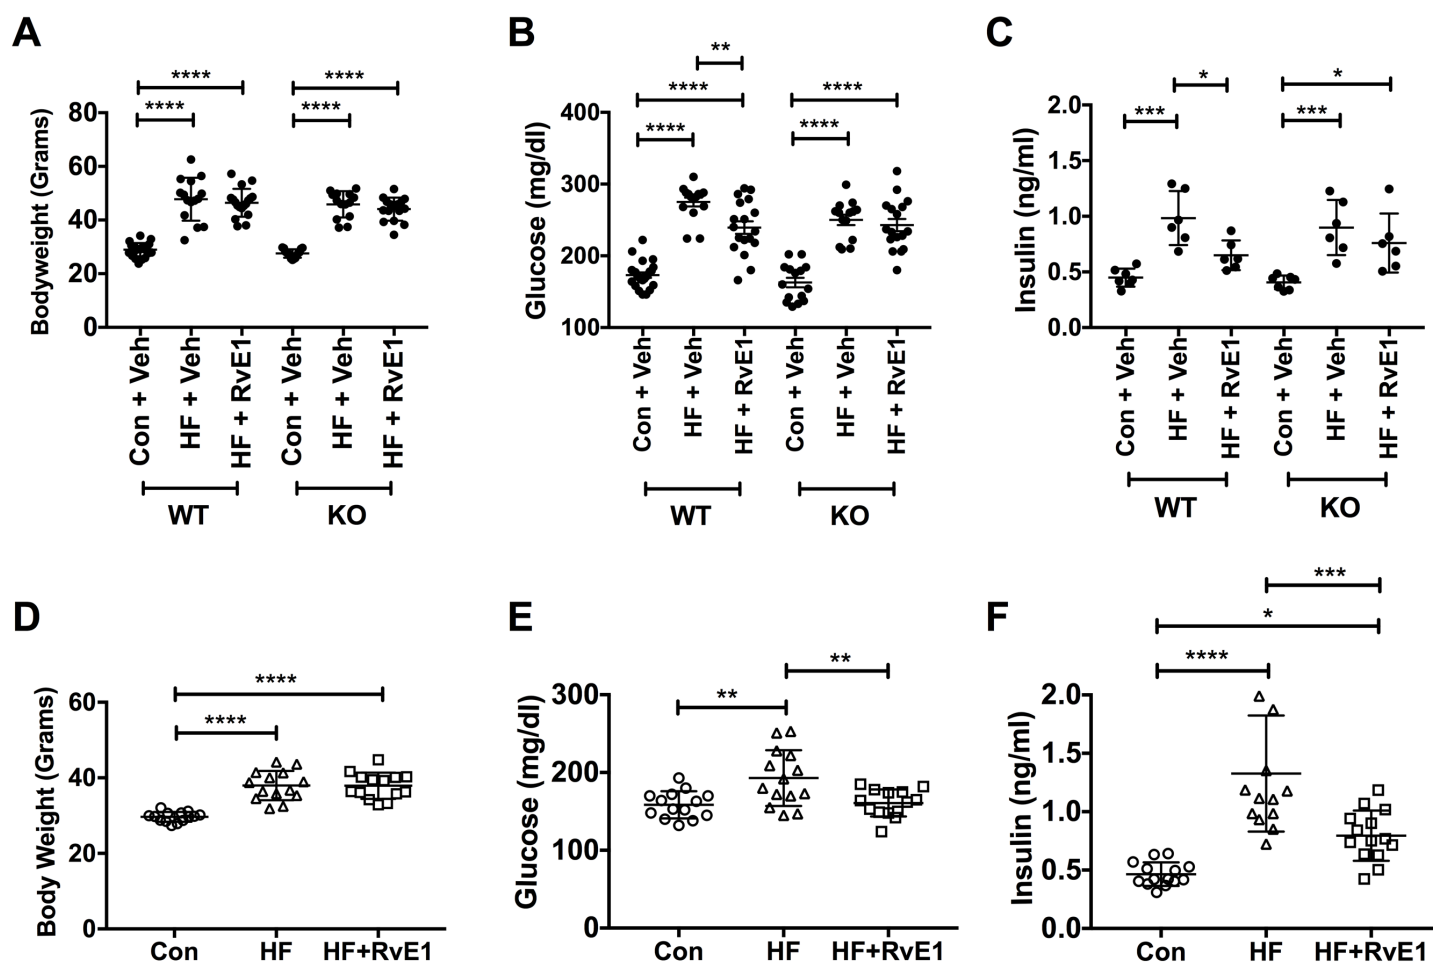 A
Bodyweight (Grams)
80
60
40
20
0
****
****
****
****
Con + Veh
HF + Veh
HF + RvE1
Con + Veh
HF + Veh
HF + RvE1
WT
KO
B
Glucose (mg/dl)
400
300
200
100
**
****
****
****
****
Con + Veh
HF + Veh
HF + RvE1
Con + Veh
HF + Veh
HF + RvE1
WT
KO
C
Insulin (ng/ml)
2.0
1.5
1.0
0.5
0.0
*
***
*
***
Con + Veh
HF + Veh
HF + RvE1
Con + Veh
HF + Veh
HF + RvE1
WT
KO
D
Body Weight (Grams)
60
40
20
0
****
****
Con
HF
HF+RvE1
E
Glucose (mg/dl)
300
200
100
0
**
**
Con
HF
HF+RvE1
F
Insulin (ng/ml)
2.0
1.5
1.0
0.5
0.0
***
*
****
Con
HF
HF+RvE1